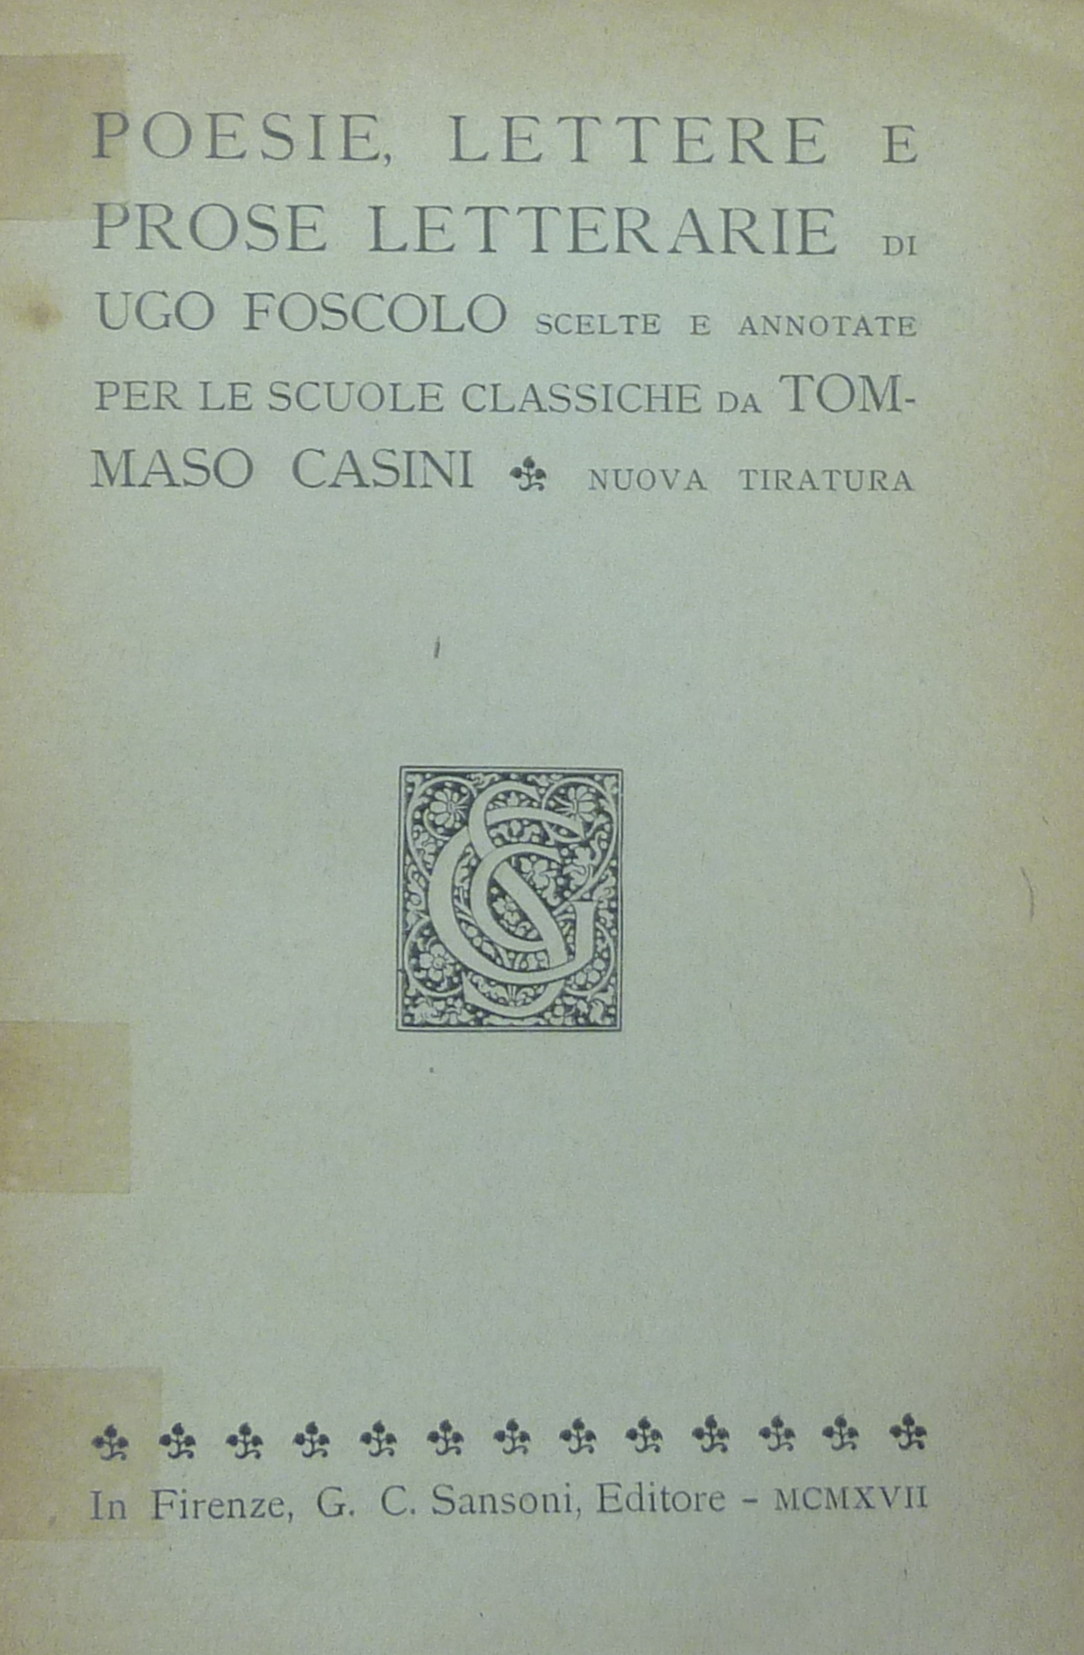 POESIE, LETTERE E
PROSE LETTERARIE DI
UGO FOSCOLO SCELTE E ANNOTATE
PER LE SCUOLE CLASSICHE DA TOM-
MASO CASINI NUOVA TIRATURA
GCS
In Firenze, G. C. Sansoni, Editore - MCMXVII